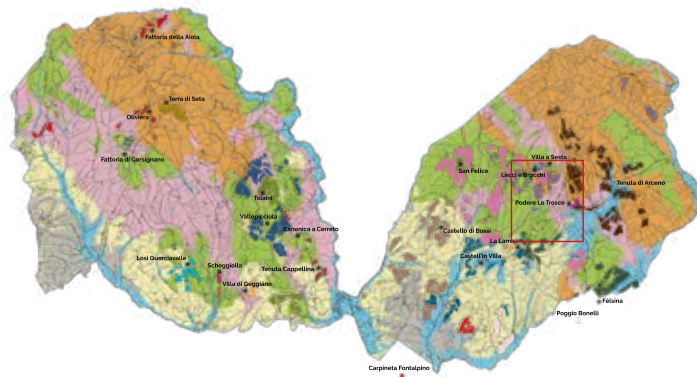 Fattoria della Aiola
Terra di Seta
Oliviera
Fattoria di Corsignano
Tolaini
Vallepicciola
Canonica a Cerreto
Losi Querciavalle
Scheggiolla
Tenuta Cappellina
Villa di Geggiano
San Felice
Villa a Sesta
Lecci e Brocchi
Tenuta di Arceno
Podere Le Trosce
Castello di Bossi
La Lama
Castell'in Villa
Fèlsina
Poggio Bonelli
Carpineta Fontalpino